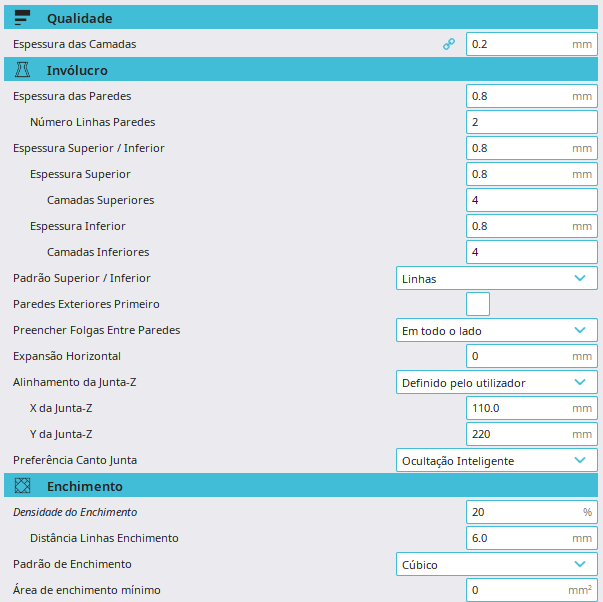 Qualidade
Espessura das Camadas 0.2 mm
Invólucro
Espessura das Paredes 0.8 mm
Número Linhas Paredes 2
Espessura Superior / Inferior 0.8 mm
Espessura Superior 0.8 mm
Camadas Superiores 4
Espessura Inferior 0.8 mm
Camadas Inferiores 4
Padrão Superior / Inferior Linhas
Paredes Exteriores Primeiro
Preencher Folgas Entre Paredes Em todo o lado
Expansão Horizontal 0 mm
Alinhamento da Junta-Z Definido pelo utilizador
X da Junta-Z 110.0 mm
Y da Junta-Z 220 mm
Preferência Canto Junta Ocultação Inteligente
Enchimento
Densidade do Enchimento 20 %
Distância Linhas Enchimento 6.0 mm
Padrão de Enchimento Cúbico
Área de enchimento mínimo 0 mm²